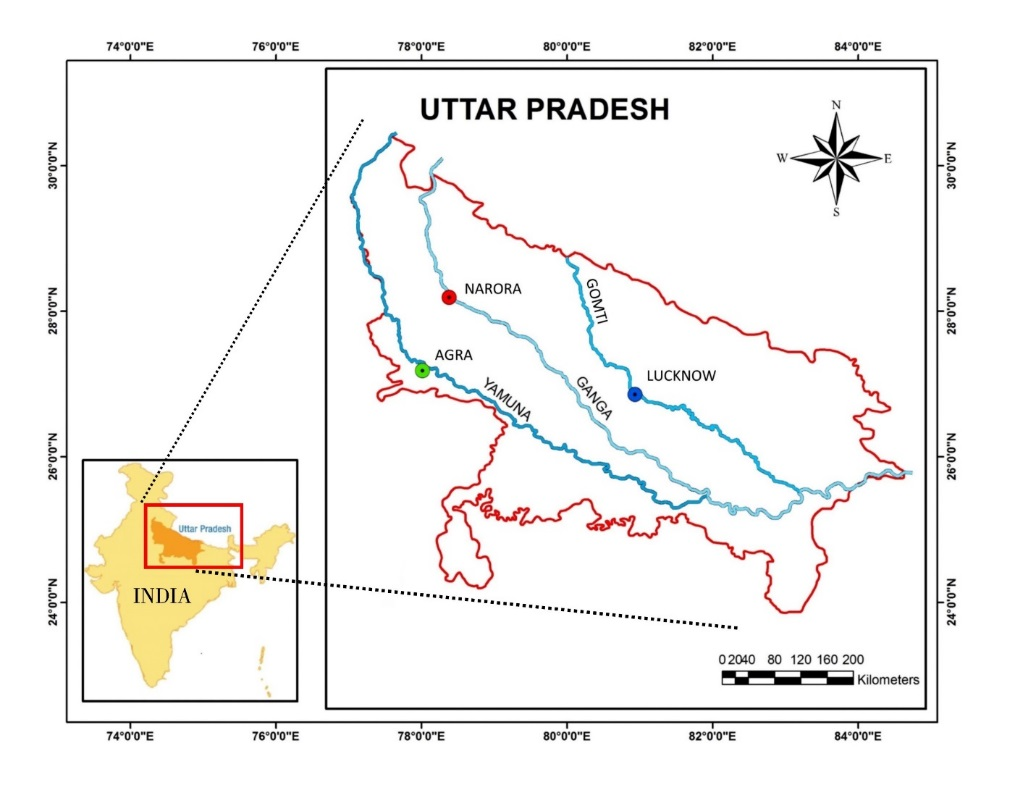 74°0'0"E 76°0'0"E 78°0'0"E 80°0'0"E 82°0'0"E 84°0'0"E
UTTAR PRADESH
N
W E
S
30°0'0"N 30°0'0"N
NARORA
GOMTI
28°0'0"N 28°0'0"N
AGRA
LUCKNOW
YAMUNA
GANGA
26°0'0"N 26°0'0"N
Uttar Pradesh
INDIA
24°0'0"N 24°0'0"N
0 20 40 80 120 160 200
Kilometers
74°0'0"E 76°0'0"E 78°0'0"E 80°0'0"E 82°0'0"E 84°0'0"E